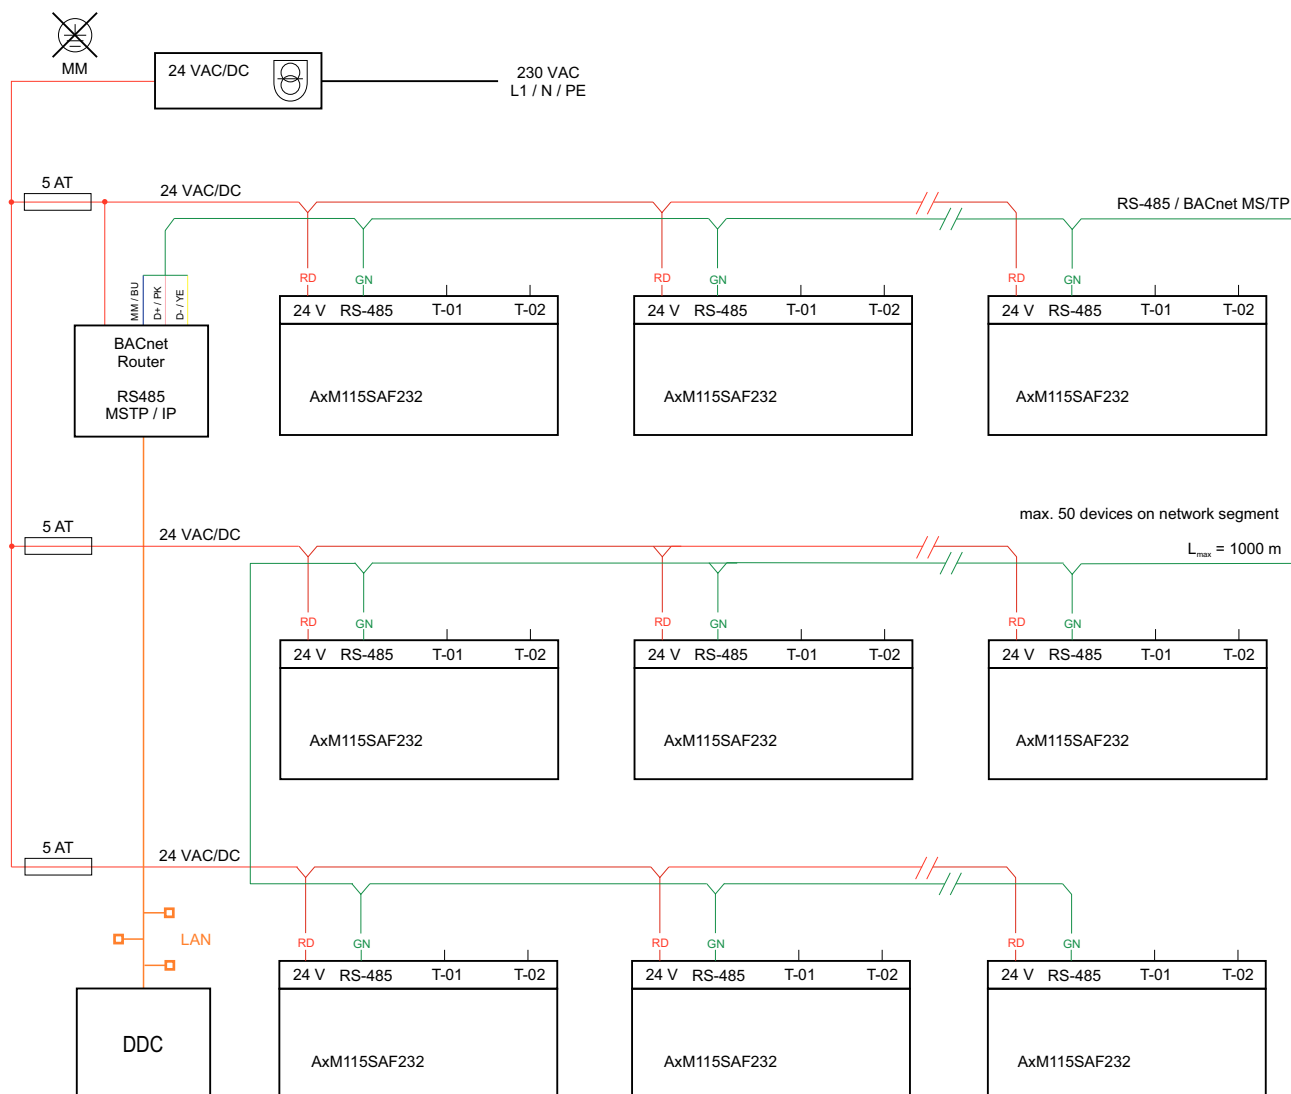 MM
24 VAC/DC
230 VAC
L1 / N / PE
5 AT
24 VAC/DC
RS-485 / BACnet MS/TP
MM / BU
D+ / PK
D- / YE
RD
GN
RD
GN
RD
GN
24 V RS-485 T-01 T-02
24 V RS-485 T-01 T-02
24 V RS-485 T-01 T-02
BACnet
Router
RS485
MSTP / IP
AxM115SAF232
AxM115SAF232
AxM115SAF232
max. 50 devices on network segment
Lmax = 1000 m
5 AT
24 VAC/DC
RD
GN
RD
GN
RD
GN
24 V RS-485 T-01 T-02
24 V RS-485 T-01 T-02
24 V RS-485 T-01 T-02
AxM115SAF232
AxM115SAF232
AxM115SAF232
5 AT
24 VAC/DC
RD
GN
RD
GN
RD
GN
LAN
24 V RS-485 T-01 T-02
24 V RS-485 T-01 T-02
24 V RS-485 T-01 T-02
DDC
AxM115SAF232
AxM115SAF232
AxM115SAF232